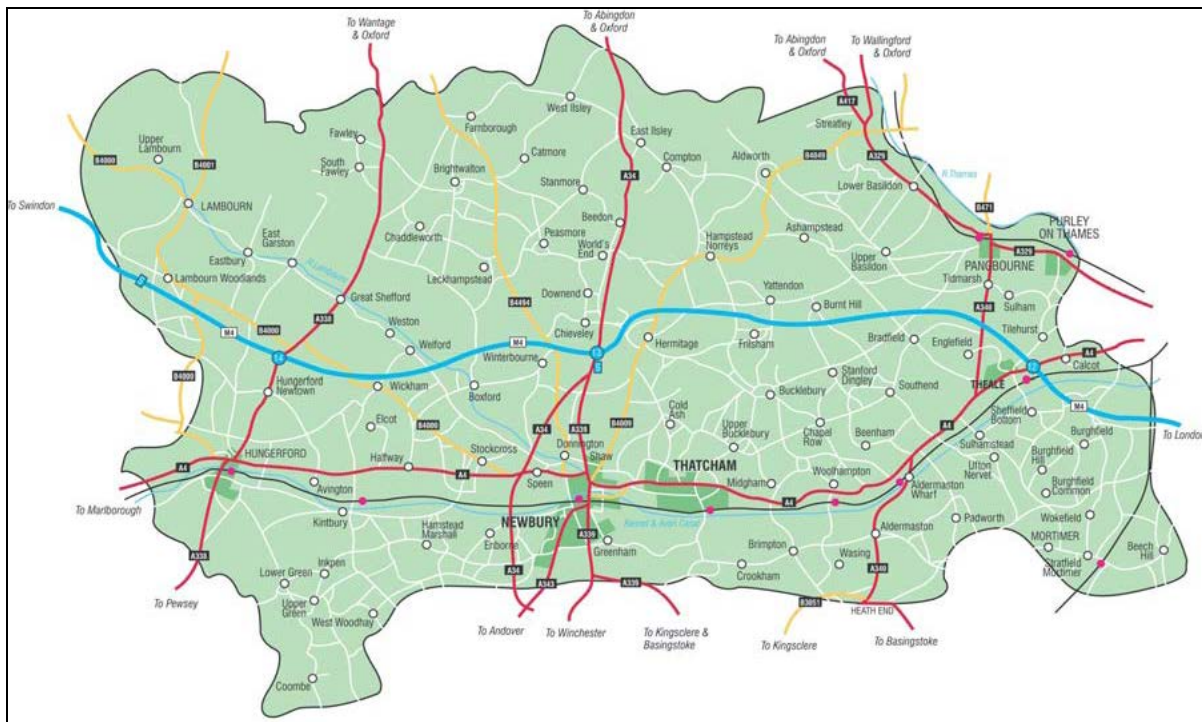 To Wantage
& Oxford
To Abingdon
& Oxford
To Abingdon
& Oxford
To Wallingford
& Oxford
A417
West Ilsley
Farnborough
Streatley
B4000
Upper
Lambourn
B4001
Fawley
East Ilsley
Catmore
Compton
Aldworth
B4049
A329
R Thames
South
Fawley
Brightwalton
Stanmore
A34
Lower Basildon
To Swindon
LAMBOURN
B471
PURLEY
ON THAMES
Beedon
East
Garston
Chaddleworth
Peasmore
World's
End
Hampstead
Norreys
Ashampstead
Upper
Basildon
A329
PANGBOURNE
Eastbury
R Lambourn
Lambourn Woodlands
Leckhampstead
Tidmarsh
Great Shefford
Downend
Yattendon
Burnt Hill
Sulham
B4494
A338
A340
M4
B4000
Weston
Chieveley
Tilehurst
Welford
M4
13
Hermitage
Frilsham
Bradfield
Englefield
A4
14
Winterbourne
12
Calcot
B4000
Hungerford
Newtown
Wickham
Boxford
Bucklebury
Stanford
Dingley
Southend
THEALE
M4
Sheffield
Bottom
To London
Elcot
B4000
A34
A339
B4009
Cold
Ash
Upper
Bucklebury
Chapel
Row
Beenham
A4
Sulhamstead
Burghfield
Donnington
Shaw
Stockcross
HUNGERFORD
Halfway
A4
A4
Speen
THATCHAM
Midgham
Woolhampton
Ufton
Nervet
Burghfield
Hill
Aldermaston
Wharf
Burghfield
Common
To Marlborough
Avington
A4
Kintbury
Hamstead
Marshall
NEWBURY
Kennet & Avon Canal
Enborne
A339
Greenham
Aldermaston
Padworth
Wokefield
MORTIMER
Beech
Hill
Stratfield
Mortimer
A338
Brimpton
Wasing
Lower Green
Inkpen
A34
A343
A339
Crookham
A340
To Pewsey
Upper
Green
West Woodhay
B3051
HEATH END
To Andover
To Winchester
To Kingsclere &
Basingstoke
To Kingsclere
To Basingstoke
Coombe